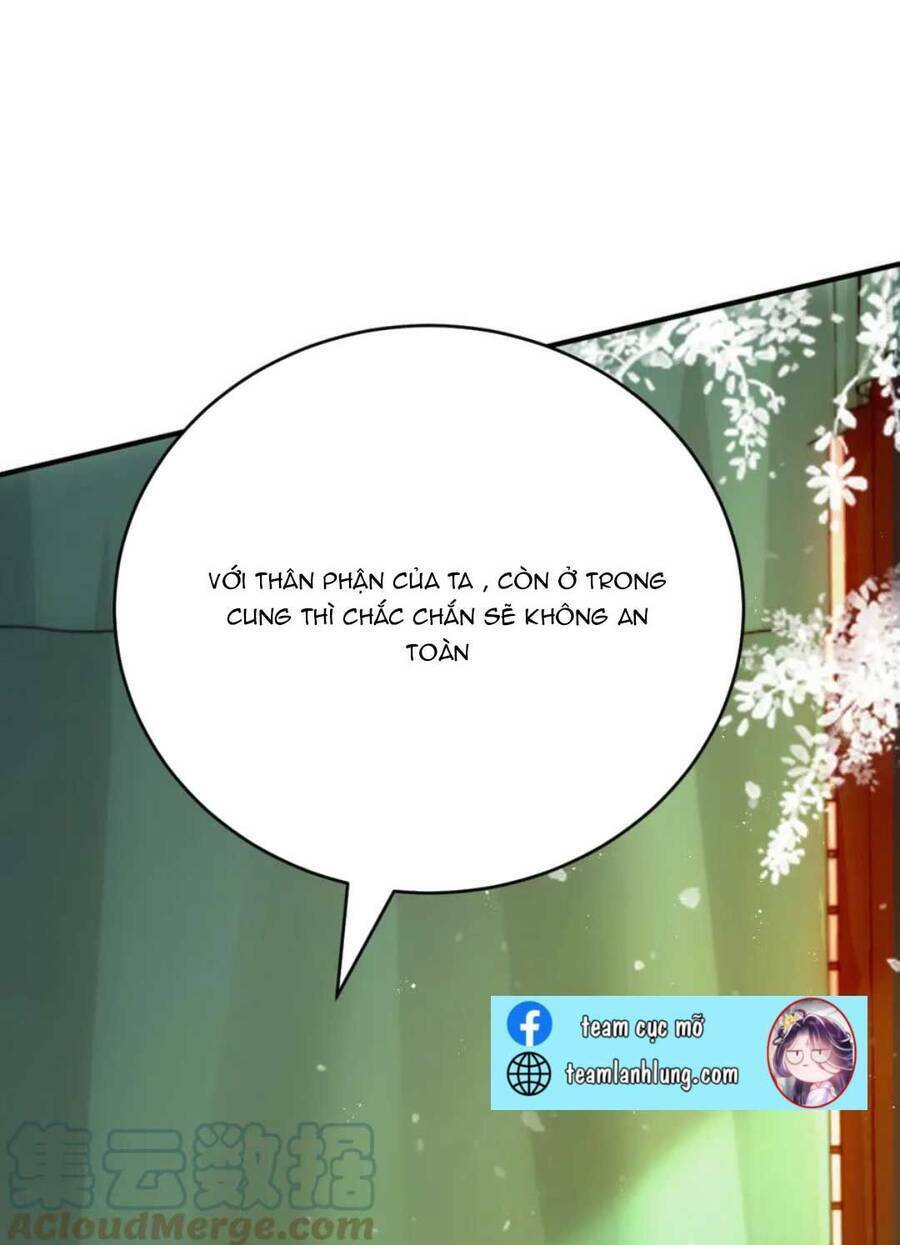 VỚI THÂN PHẬN CỦA TA , CÒN Ở TRONG
CUNG THÌ CHẮC CHẮN SẼ KHÔNG AN
TOÀN
team cục mỡ
teamlanhlung.com
集云数据
ACloudMerge.com